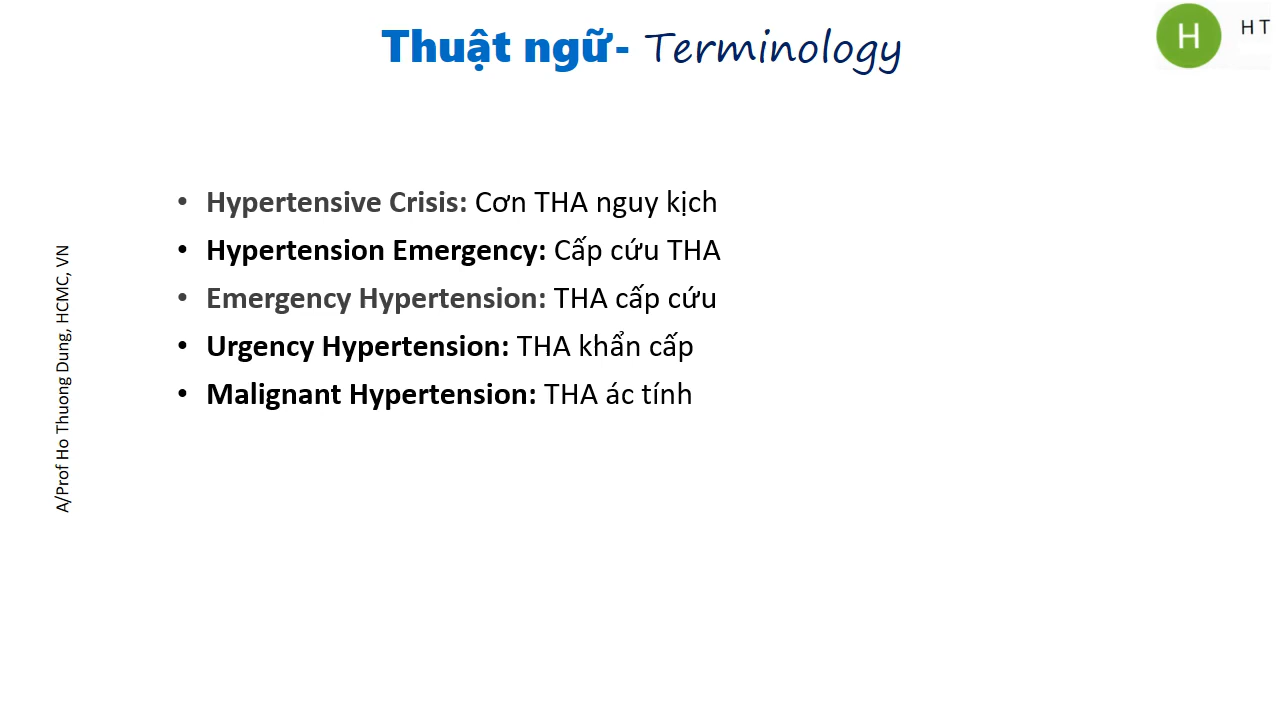 Thuật ngữ- Terminology
H
H T
• Hypertensive Crisis: Cơn THA nguy kịch
• Hypertension Emergency: Cấp cứu THA
• Emergency Hypertension: THA cấp cứu
• Urgency Hypertension: THA khẩn cấp
• Malignant Hypertension: THA ác tính
A/Prof Ho Thuong Dung, HCMC, VN